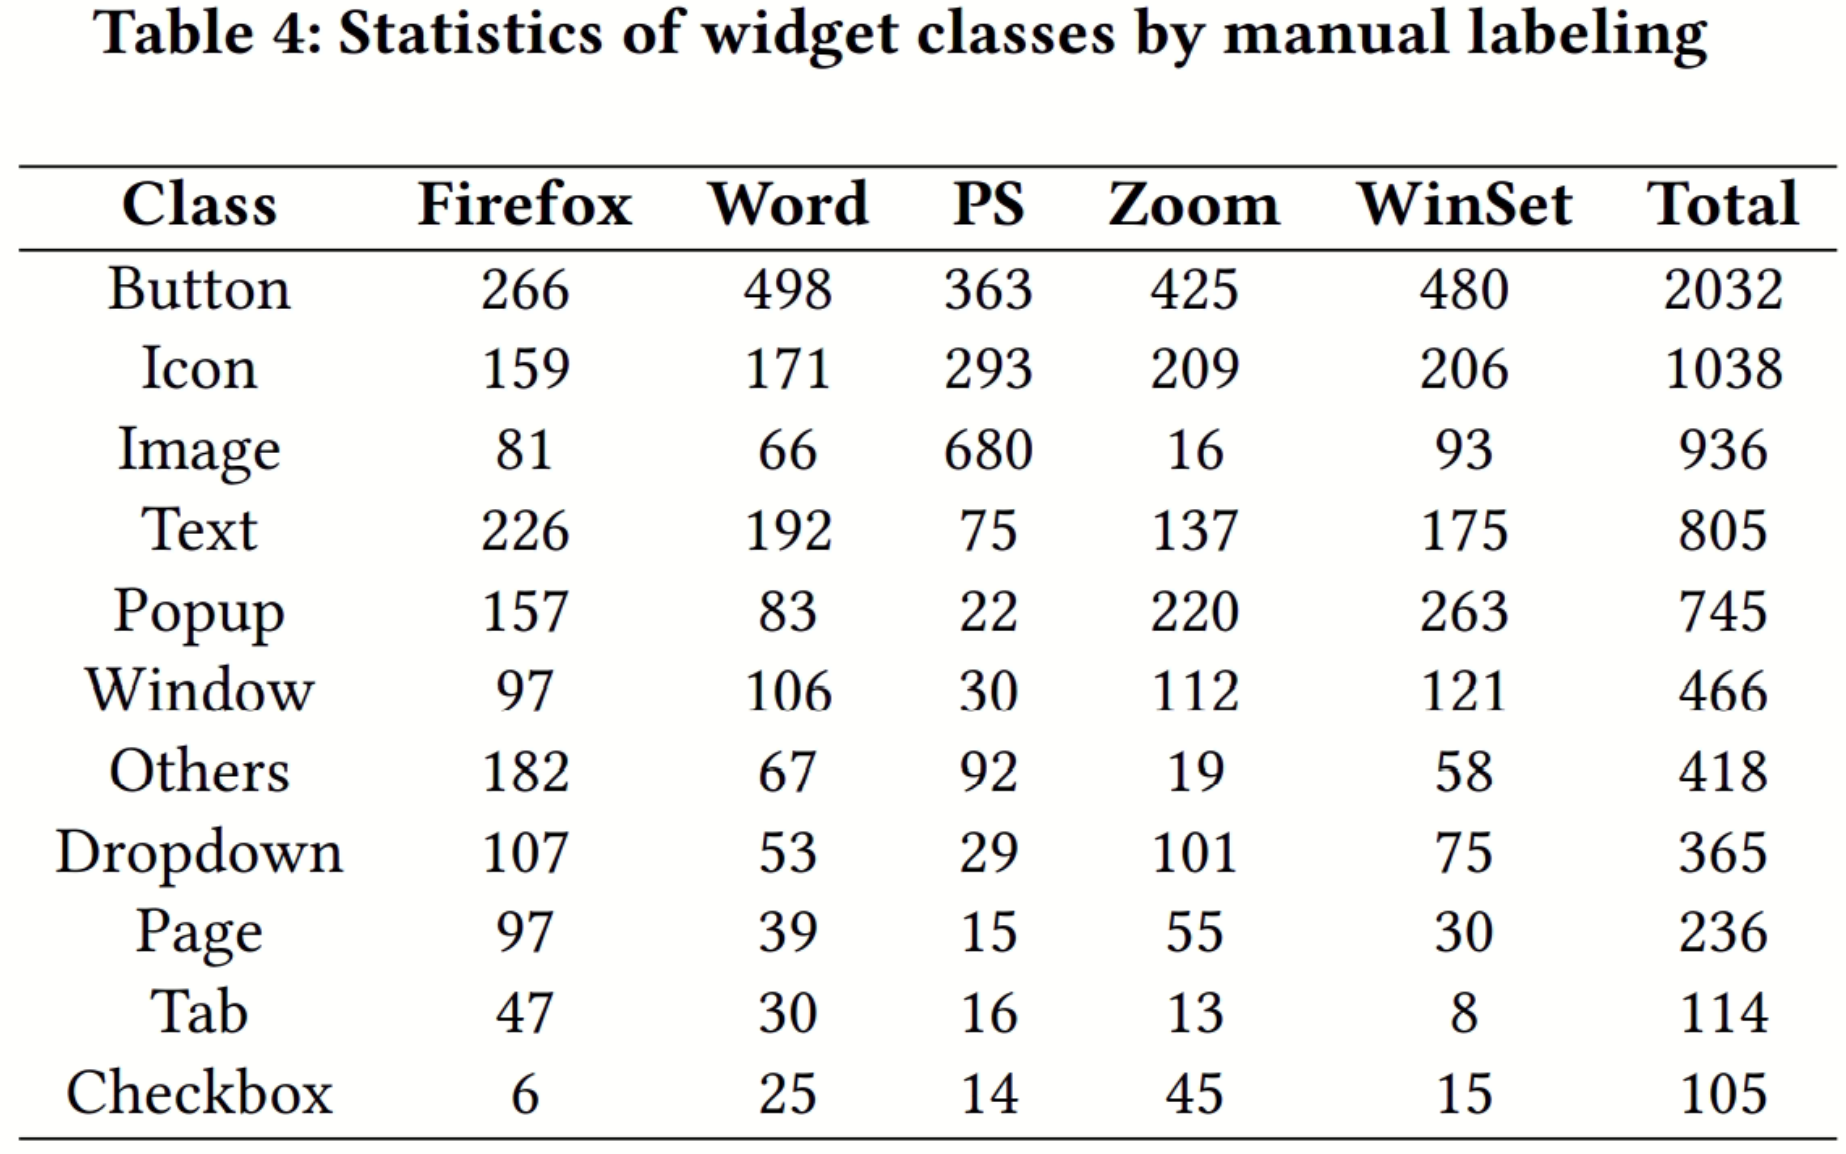 Table 4: Statistics of widget classes by manual labeling
Class Firefox Word PS Zoom WinSet Total
Button 266 498 363 425 480 2032
Icon 159 171 293 209 206 1038
Image 81 66 680 16 93 936
Text 226 192 75 137 175 805
Popup 157 83 22 220 263 745
Window 97 106 30 112 121 466
Others 182 67 92 19 58 418
Dropdown 107 53 29 101 75 365
Page 97 39 15 55 30 236
Tab 47 30 16 13 8 114
Checkbox 6 25 14 45 15 105